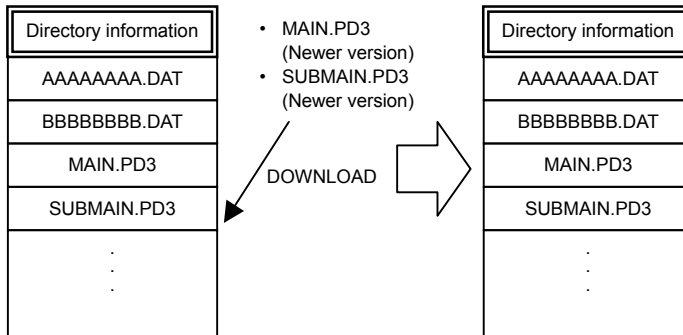 Directory information
AAAAAAAA.DAT
BBBBBBBB.DAT
MAIN.PD3
SUBMAIN.PD3
.
.
.
• MAIN.PD3
(Newer version)
• SUBMAIN.PD3
(Newer version)
DOWNLOAD
Directory information
AAAAAAAA.DAT
BBBBBBBB.DAT
MAIN.PD3
SUBMAIN.PD3
.
.
.